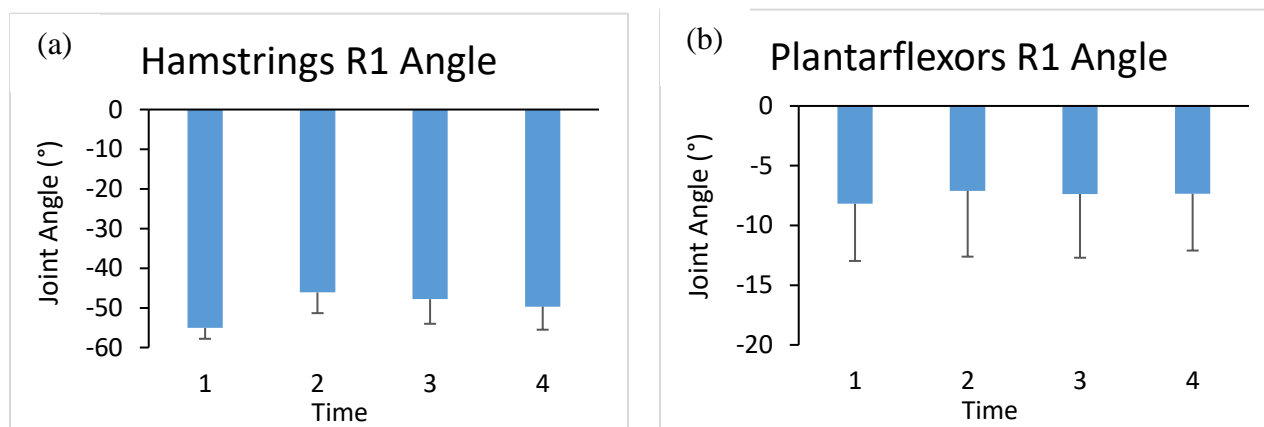 (a)
Hamstrings R1 Angle
Joint Angle (°)
0
-10
-20
-30
-40
-50
-60
1 2 3 4
Time
(b)
Plantarflexors R1 Angle
Joint Angle (°)
0
-5
-10
-15
-20
1 2 3 4
Time